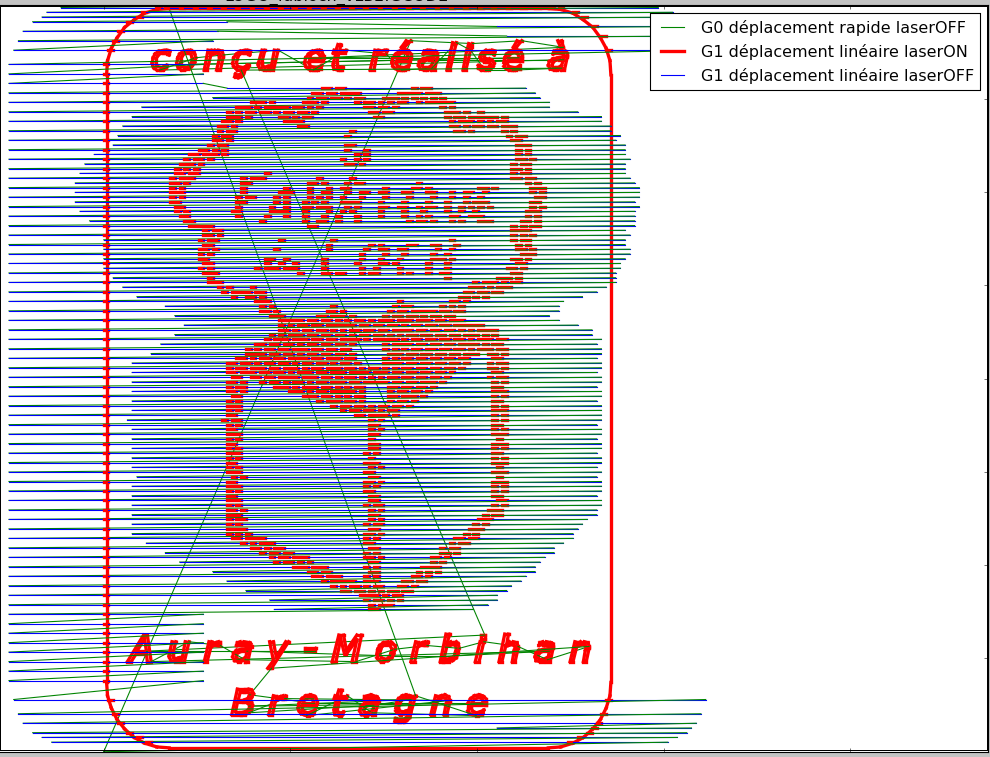 G0 déplacement rapide laserOFF
G1 déplacement linéaire laserON
G1 déplacement linéaire laserOFF
conçu et réalisé à
Auray-Morbihan
Bretagne